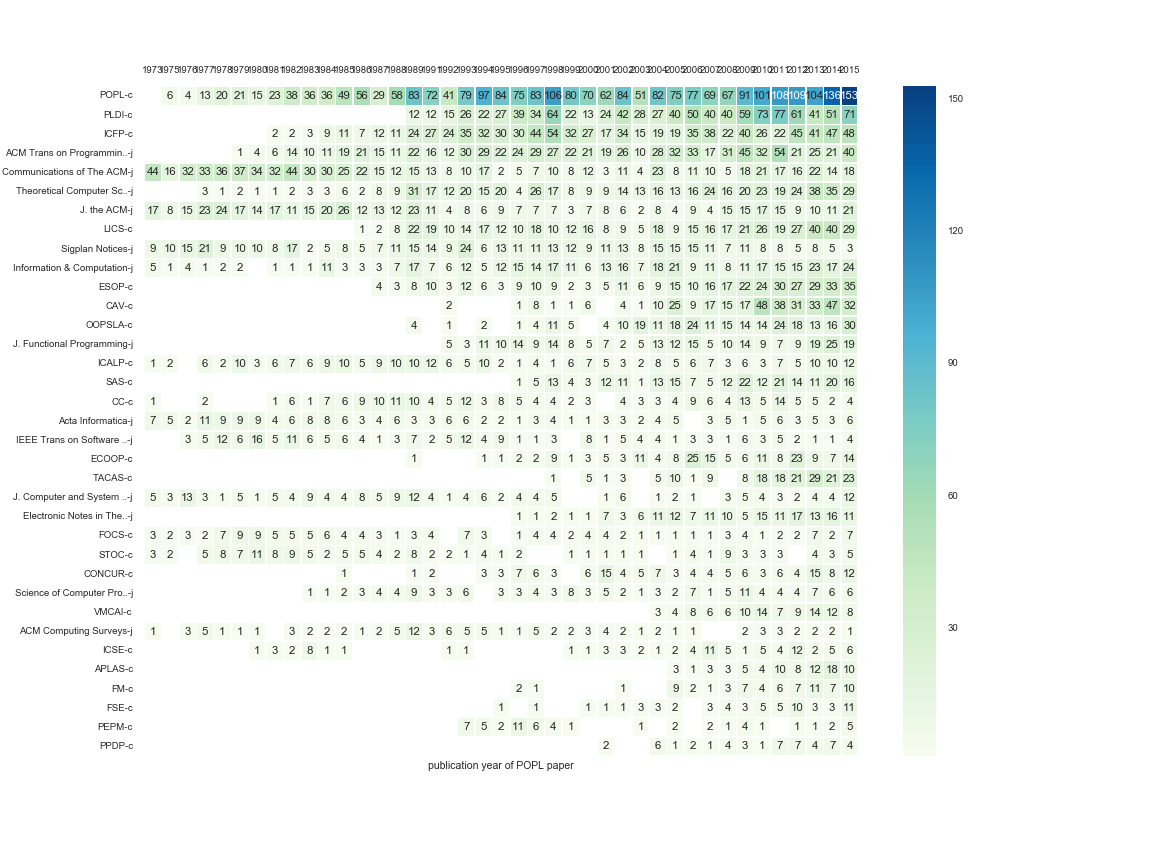 1973 1975 1976 1977 1978 1979 1980 1981 1982 1983 1984 1985 1986 1987 1988 1989 1991 1992 1993 1994 1995 1996 1997 1998 1999 2000 2001 2002 2003 2004 2005 2006 2007 2008 2009 2010 2011 2012 2013 2014 2015
POPL-c 6 4 13 20 21 15 23 38 36 36 49 56 29 58 83 72 41 79 97 84 75 83 106 80 70 62 84 51 82 75 77 69 67 91 101 108 109 104 136 153
PLDI-c 12 12 15 26 22 27 39 34 64 22 13 24 42 28 27 40 50 40 40 59 73 77 61 41 51 71
ICFP-c 2 2 3 9 11 7 12 11 24 27 24 35 32 30 30 44 54 32 27 17 34 15 19 19 35 38 22 40 26 22 45 41 47 48
ACM Trans on Programmin..-j 1 4 6 14 10 11 19 21 15 11 22 16 12 30 29 22 24 29 27 22 21 19 26 10 28 32 33 17 31 45 32 54 21 25 21 40
Communications of The ACM-j 44 16 32 33 36 37 34 32 44 30 30 25 22 15 12 15 13 8 10 17 2 5 7 10 8 12 3 11 4 23 8 11 10 5 18 21 17 16 22 14 18
Theoretical Computer Sc..-j 3 1 2 1 1 2 3 3 6 2 8 9 31 17 12 20 15 20 4 26 17 8 9 9 14 13 16 13 16 24 16 20 23 19 24 38 35 29
J. the ACM-j 17 8 15 23 24 17 14 17 11 15 20 26 12 13 12 23 11 4 8 6 9 7 7 7 3 7 8 6 2 8 4 9 4 15 15 17 15 9 10 11 21
LICS-c 1 2 8 22 19 10 14 17 12 10 18 10 12 16 8 9 5 18 9 15 16 17 21 26 19 27 40 40 29
Sigplan Notices-j 9 10 15 21 9 10 10 8 17 2 5 8 5 7 11 15 14 9 24 6 13 11 11 13 12 9 11 13 8 15 15 15 11 7 11 8 8 5 8 5 3
Information & Computation-j 5 1 4 1 2 2 1 1 1 11 3 3 3 7 17 7 6 12 5 12 15 14 17 11 6 13 16 7 18 21 9 11 8 11 17 15 15 23 17 24
ESOP-c 4 3 8 10 3 12 6 3 9 10 9 2 3 5 11 6 9 15 10 16 17 22 24 30 27 29 33 35
CAV-c 2 1 8 1 1 6 4 1 10 25 9 17 15 17 48 38 31 33 47 32
OOPSLA-c 4 1 2 1 4 11 5 4 10 19 11 18 24 11 15 14 14 24 18 13 16 30
J. Functional Programming-j 5 3 11 10 14 9 14 8 5 7 2 5 13 12 15 5 10 14 9 7 9 14 25 19
ICALP-c 1 2 6 2 10 3 6 7 6 9 10 5 9 10 10 12 6 5 10 2 1 4 1 6 7 5 3 2 8 5 6 7 3 6 3 7 5 10 10 12
SAS-c 1 5 13 4 3 12 11 1 13 15 7 5 12 22 12 21 14 11 20 16
CC-c 1 2 1 6 1 7 6 9 10 11 10 4 5 12 3 8 5 4 4 2 3 4 3 3 4 9 6 4 13 5 14 5 5 2 4
Acta Informatica-j 7 5 2 11 9 9 9 4 6 8 8 6 3 4 6 3 3 6 6 2 2 1 3 4 1 1 3 3 2 4 5 3 5 1 5 6 3 5 3 6
IEEE Trans on Software ..-j 3 5 12 6 16 5 11 6 5 6 4 1 3 7 2 5 12 4 9 1 1 3 8 1 5 4 4 1 3 3 1 6 3 5 2 1 1 4
ECOOP-c 1 1 1 2 2 9 1 3 5 3 11 4 8 25 15 5 6 11 8 23 9 7 14
TACAS-c 1 5 1 3 5 10 1 9 8 18 18 21 29 21 23
J. Computer and System ..-j 5 3 13 3 1 5 1 5 4 9 4 4 8 5 9 12 4 1 4 6 2 4 4 5 1 6 1 2 1 3 5 4 3 2 4 4 12
Electronic Notes in The..-j 1 1 2 1 1 7 3 6 11 12 7 11 10 5 15 11 17 13 16 11
FOCS-c 3 2 3 2 7 9 9 5 5 5 6 4 4 3 1 3 4 7 3 1 4 4 2 4 4 2 1 1 1 1 1 3 4 1 2 2 7 2 7
STOC-c 3 2 5 8 7 11 8 9 5 2 5 5 4 2 8 2 2 1 4 1 2 1 1 1 1 1 1 4 1 9 3 3 3 4 3 5
CONCUR-c 1 1 2 3 3 7 6 3 6 15 4 5 7 3 4 4 5 6 3 6 4 15 8 12
Science of Computer Pro..-j 1 1 2 3 4 4 9 3 3 6 3 3 4 3 8 3 5 2 1 3 2 7 1 5 11 4 4 4 7 6 6
VMCAI-c 3 4 8 6 6 10 14 7 9 14 12 8
ACM Computing Surveys-j 1 3 5 1 1 1 3 2 2 2 1 2 5 12 3 6 5 5 1 1 5 2 2 3 4 2 1 2 1 1 2 3 3 2 2 2 1
ICSE-c 1 3 2 8 1 1 1 1 1 1 3 3 2 1 2 4 11 5 1 5 4 12 2 5 6
APLAS-c 3 1 3 3 5 4 10 8 12 18 10
FM-c 2 1 1 9 2 1 3 7 4 6 7 11 7 10
FSE-c 1 1 1 1 1 3 3 2 3 4 3 5 5 10 3 3 11
PEPM-c 7 5 2 11 6 4 1 1 2 2 1 4 1 1 1 2 5
PPDP-c 2 6 1 2 1 4 3 1 7 7 4 7 4
publication year of POPL paper
150
120
90
60
30